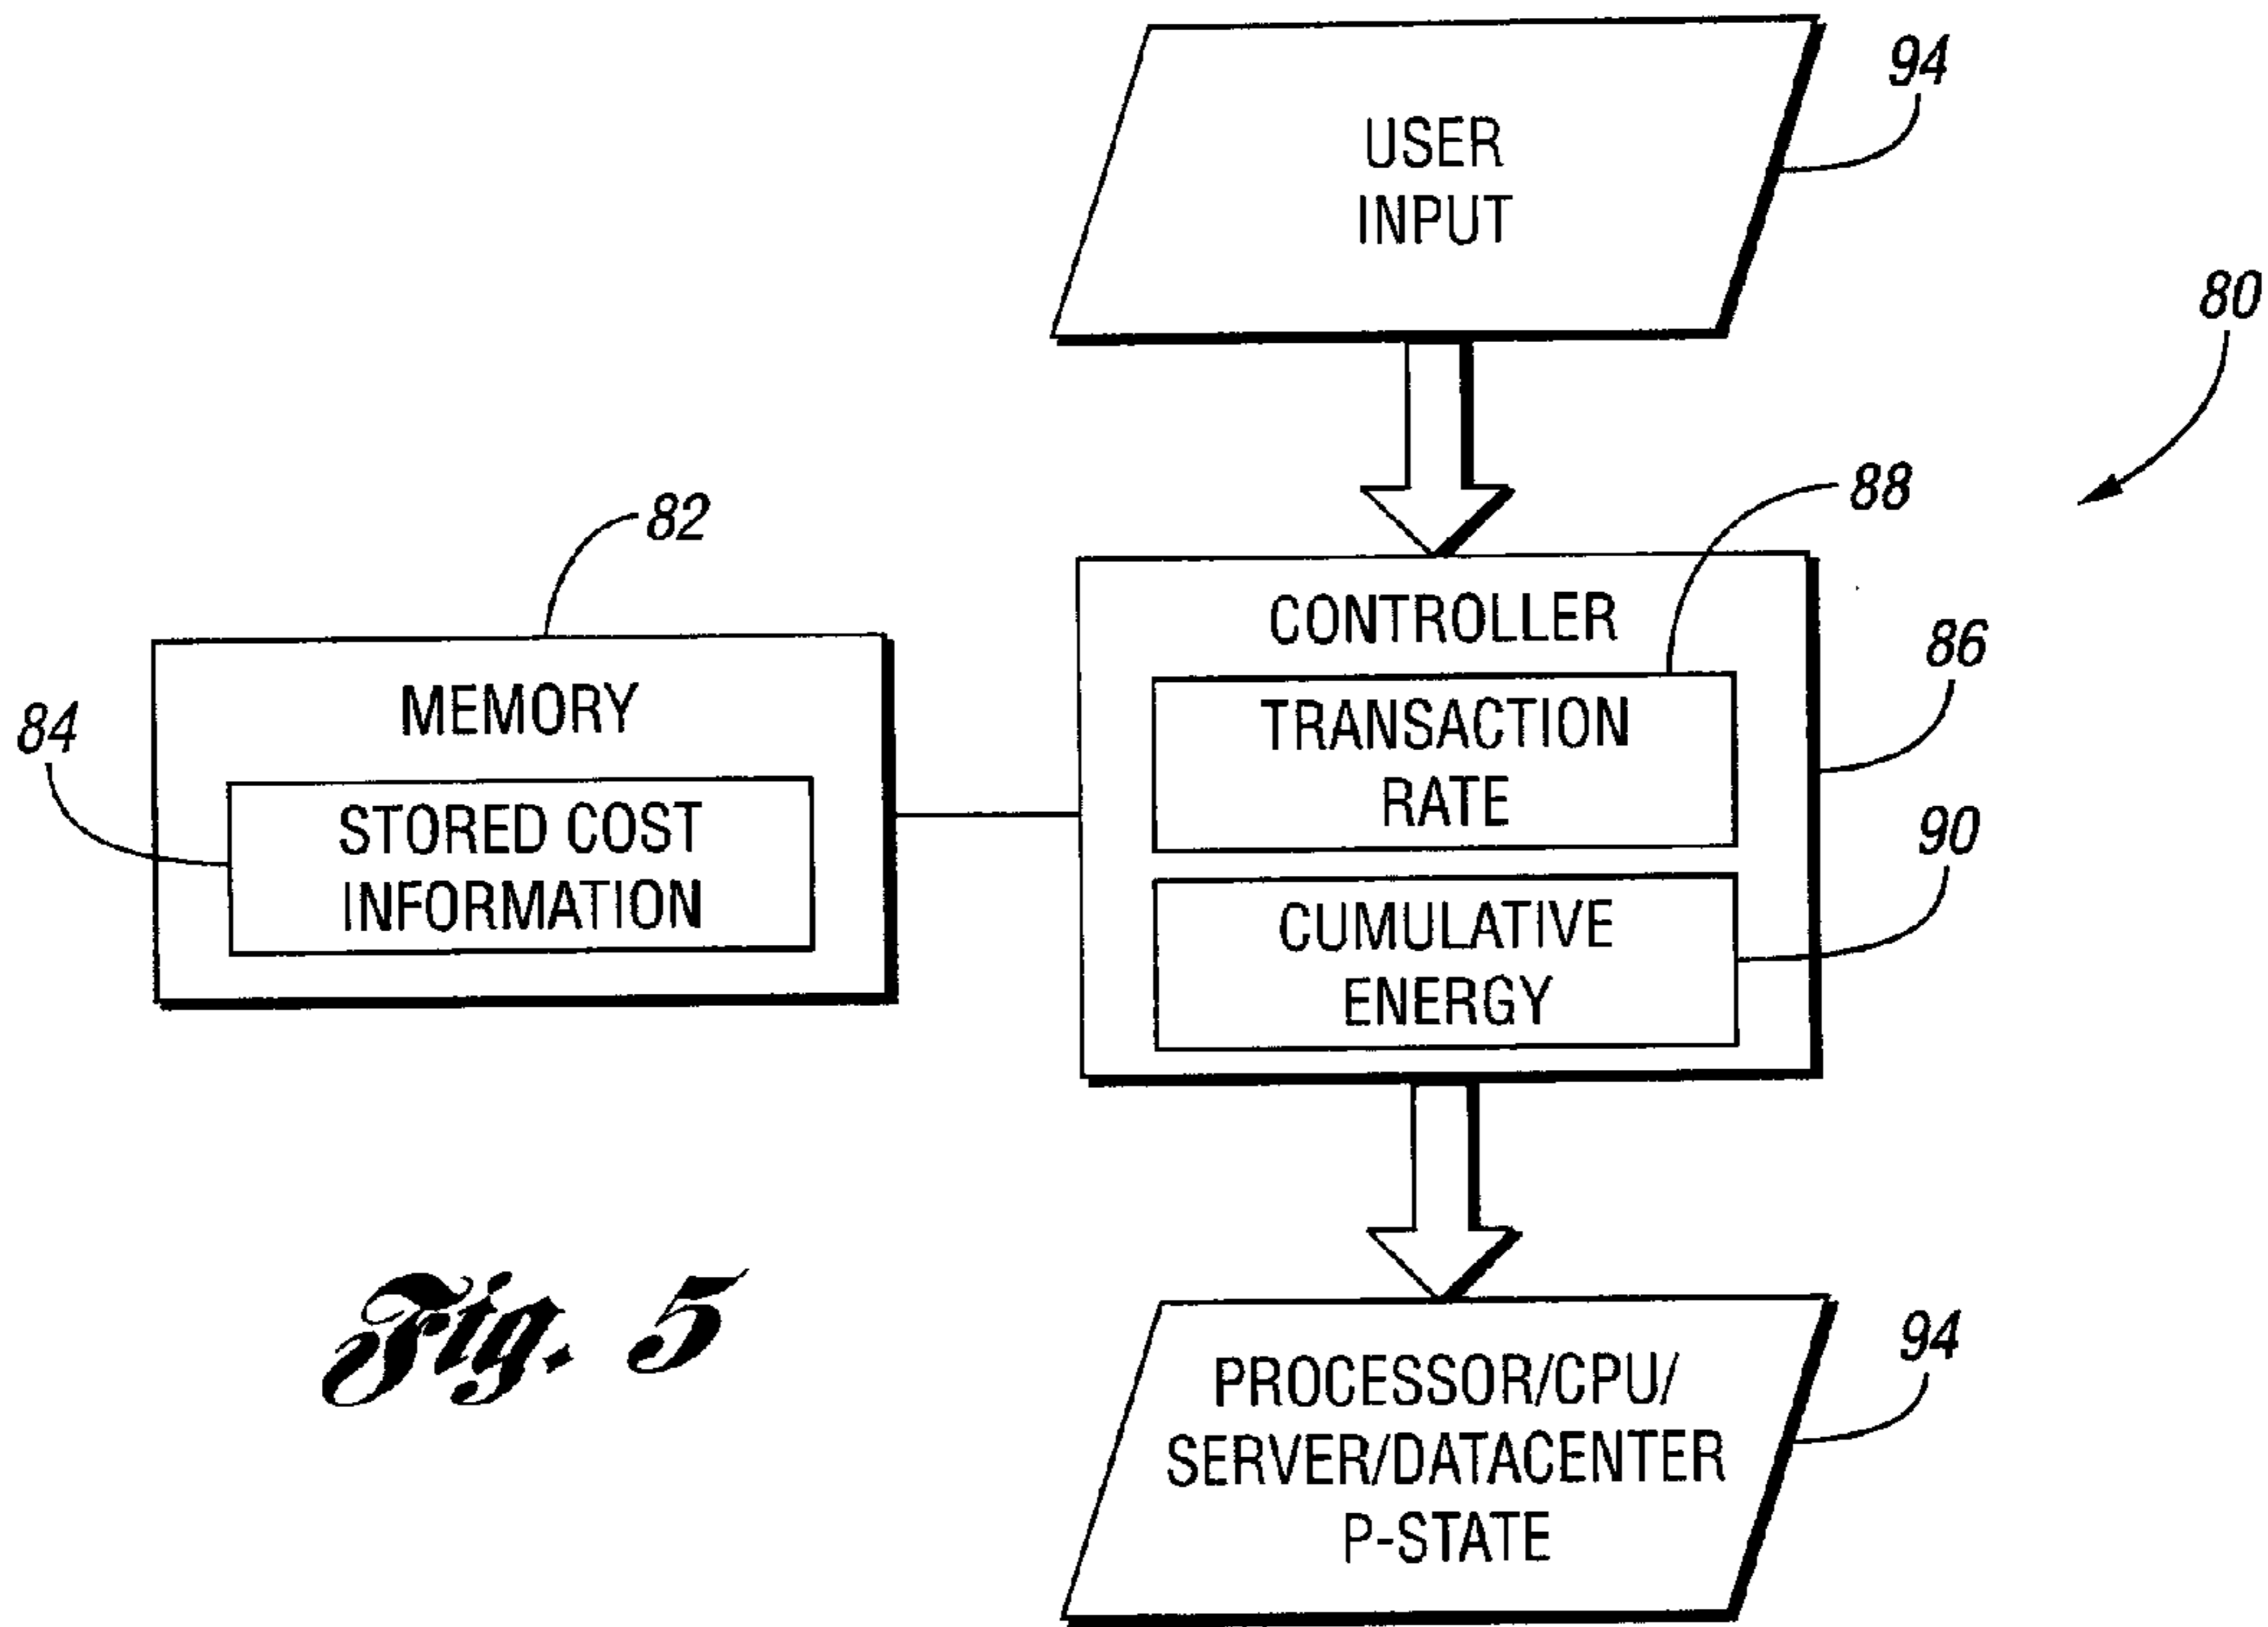 94
USER
INPUT
80
88
82
CONTROLLER
86
MEMORY
84
TRANSACTION
RATE
STORED COST
INFORMATION
90
CUMULATIVE
ENERGY
Fig. 5
94
PROCESSOR/CPU/
SERVER/DATACENTER
P-STATE